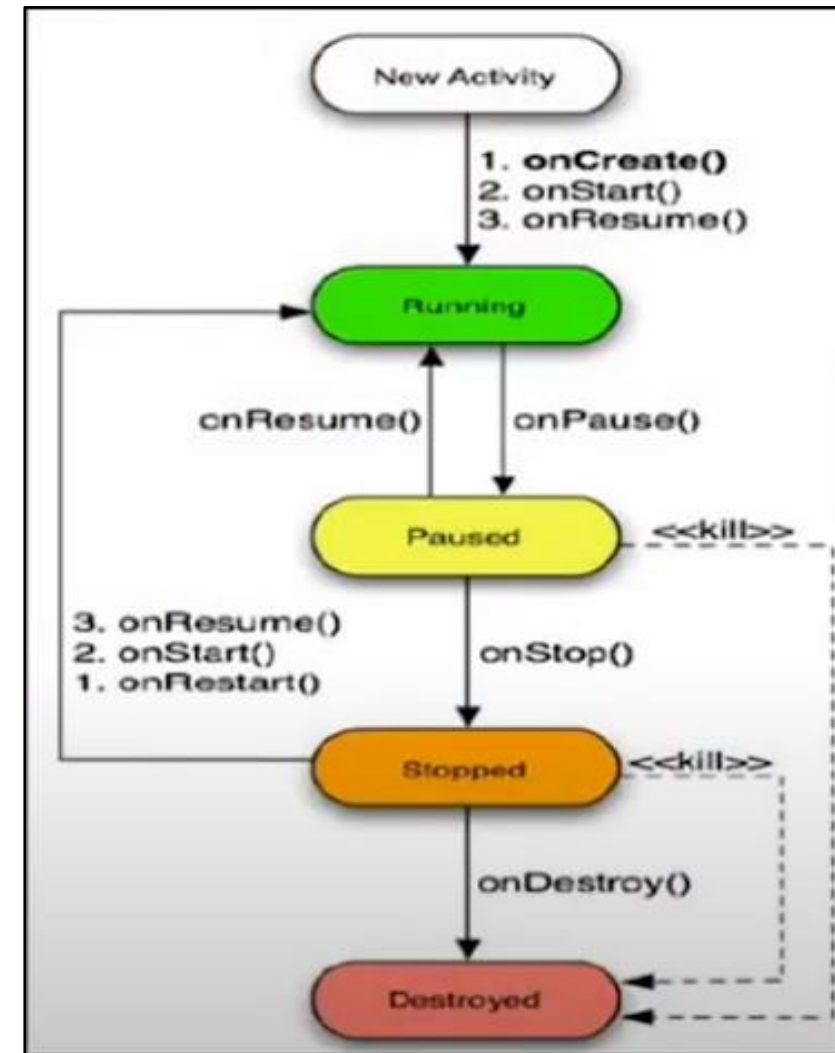 New Activity
1. onCreate()
2. onStart()
3. onResume()
Running
onResume()
onPause()
Paused
<<kill>>
3. onResume()
2. onStart()
1. onRestart()
onStop()
Stopped
<<kill>>
onDestroy()
Destroyed